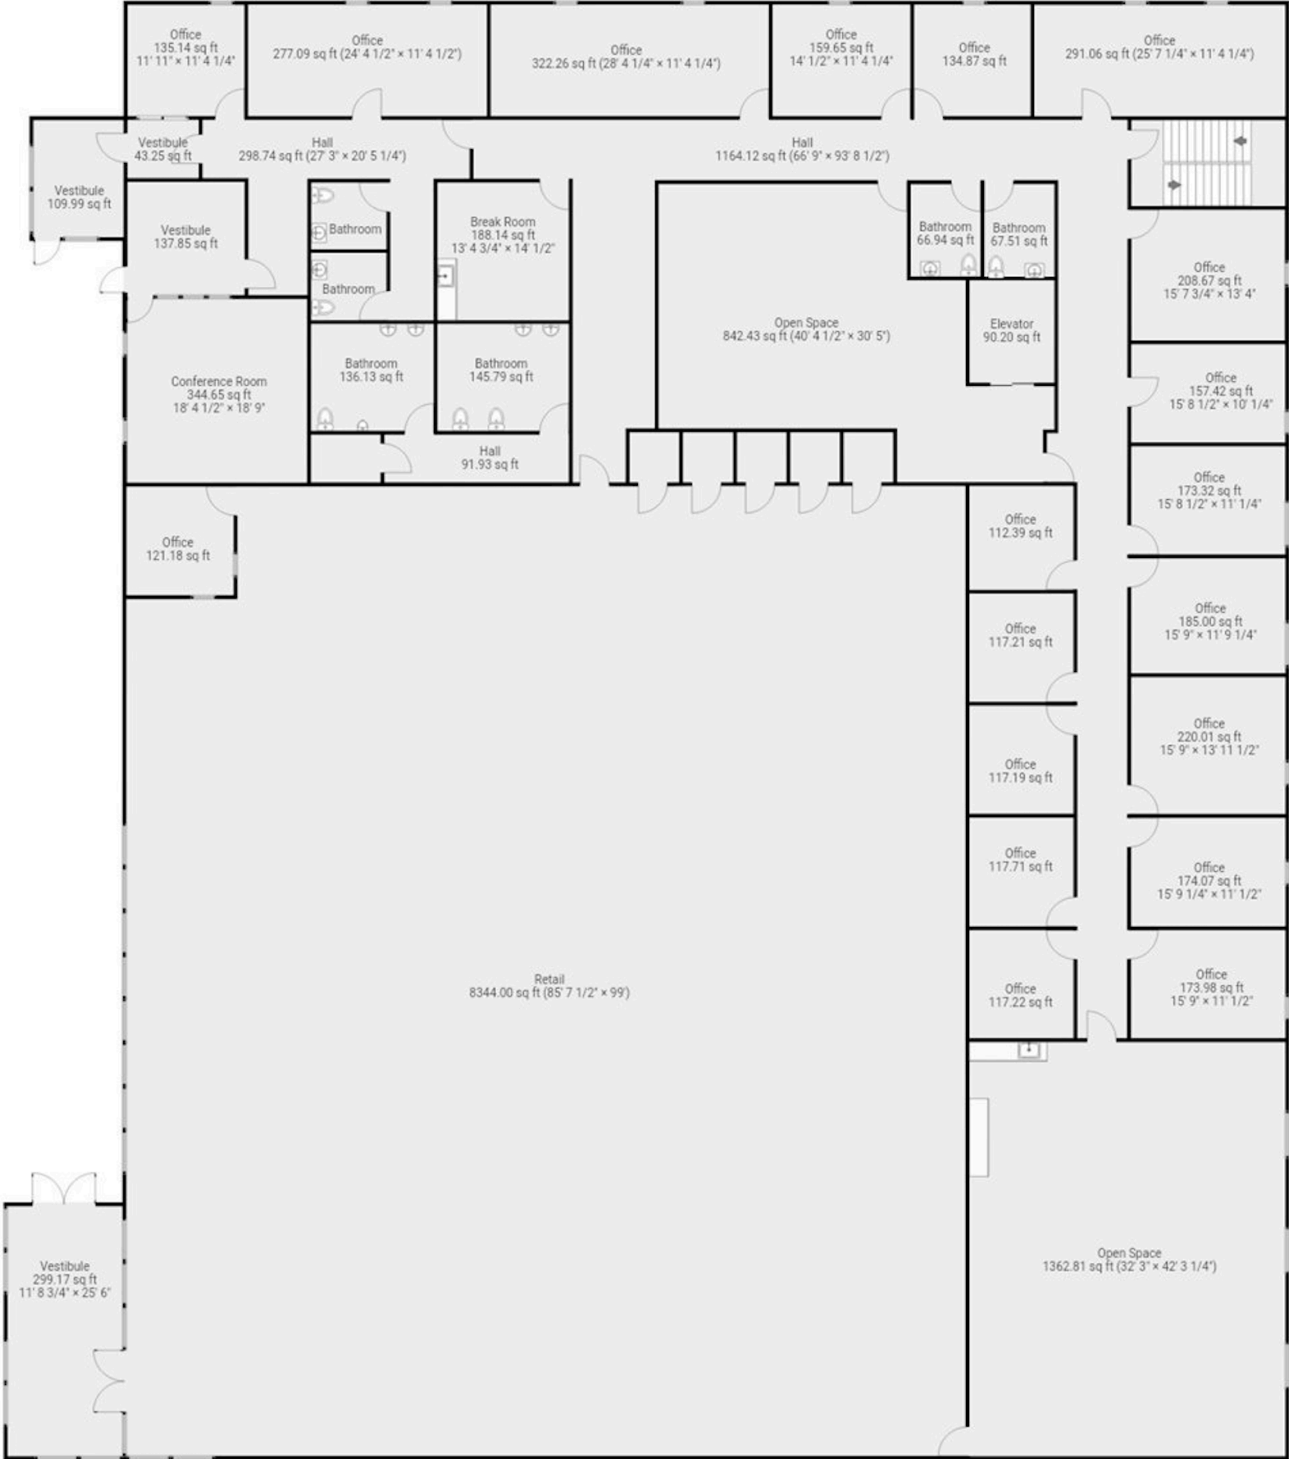 Office
135.14 sq ft
11' 11" × 11' 4 1/4"
Office
277.09 sq ft (24' 4 1/2" × 11' 4 1/2")
Office
322.26 sq ft (28' 4 1/4" × 11' 4 1/4")
Office
159.65 sq ft
14' 1/2" × 11' 4 1/4"
Office
134.87 sq ft
Office
291.06 sq ft (25' 7 1/4" × 11' 4 1/4")
Vestibule
43.25 sq ft
Hall
298.74 sq ft (27' 3" × 20' 5 1/4")
Hall
1164.12 sq ft (66' 9" × 93' 8 1/2")
Vestibule
109.99 sq ft
Vestibule
137.85 sq ft
Bathroom
Bathroom
Break Room
188.14 sq ft
13' 4 3/4" × 14' 1/2"
Bathroom
66.94 sq ft
Bathroom
67.51 sq ft
Office
208.67 sq ft
15' 7 3/4" × 13' 4"
Open Space
842.43 sq ft (40' 4 1/2" × 30' 5")
Elevator
90.20 sq ft
Conference Room
344.65 sq ft
18' 4 1/2" × 18' 9"
Bathroom
136.13 sq ft
Bathroom
145.79 sq ft
Office
157.42 sq ft
15' 8 1/2" × 10' 1/4"
Hall
91.93 sq ft
Office
173.32 sq ft
15' 8 1/2" × 11' 1/4"
Office
121.18 sq ft
Office
112.39 sq ft
Office
117.21 sq ft
Office
185.00 sq ft
15' 9" × 11' 9 1/4"
Office
117.19 sq ft
Office
220.01 sq ft
15' 9" × 13' 11 1/2"
Office
117.71 sq ft
Office
174.07 sq ft
15' 9 1/4" × 11' 1/2"
Retail
8344.00 sq ft (85' 7 1/2" × 99')
Office
117.22 sq ft
Office
173.98 sq ft
15' 9" × 11' 1/2"
Vestibule
299.17 sq ft
11' 8 3/4" × 25' 6"
Open Space
1362.81 sq ft (32' 3" × 42' 3 1/4")